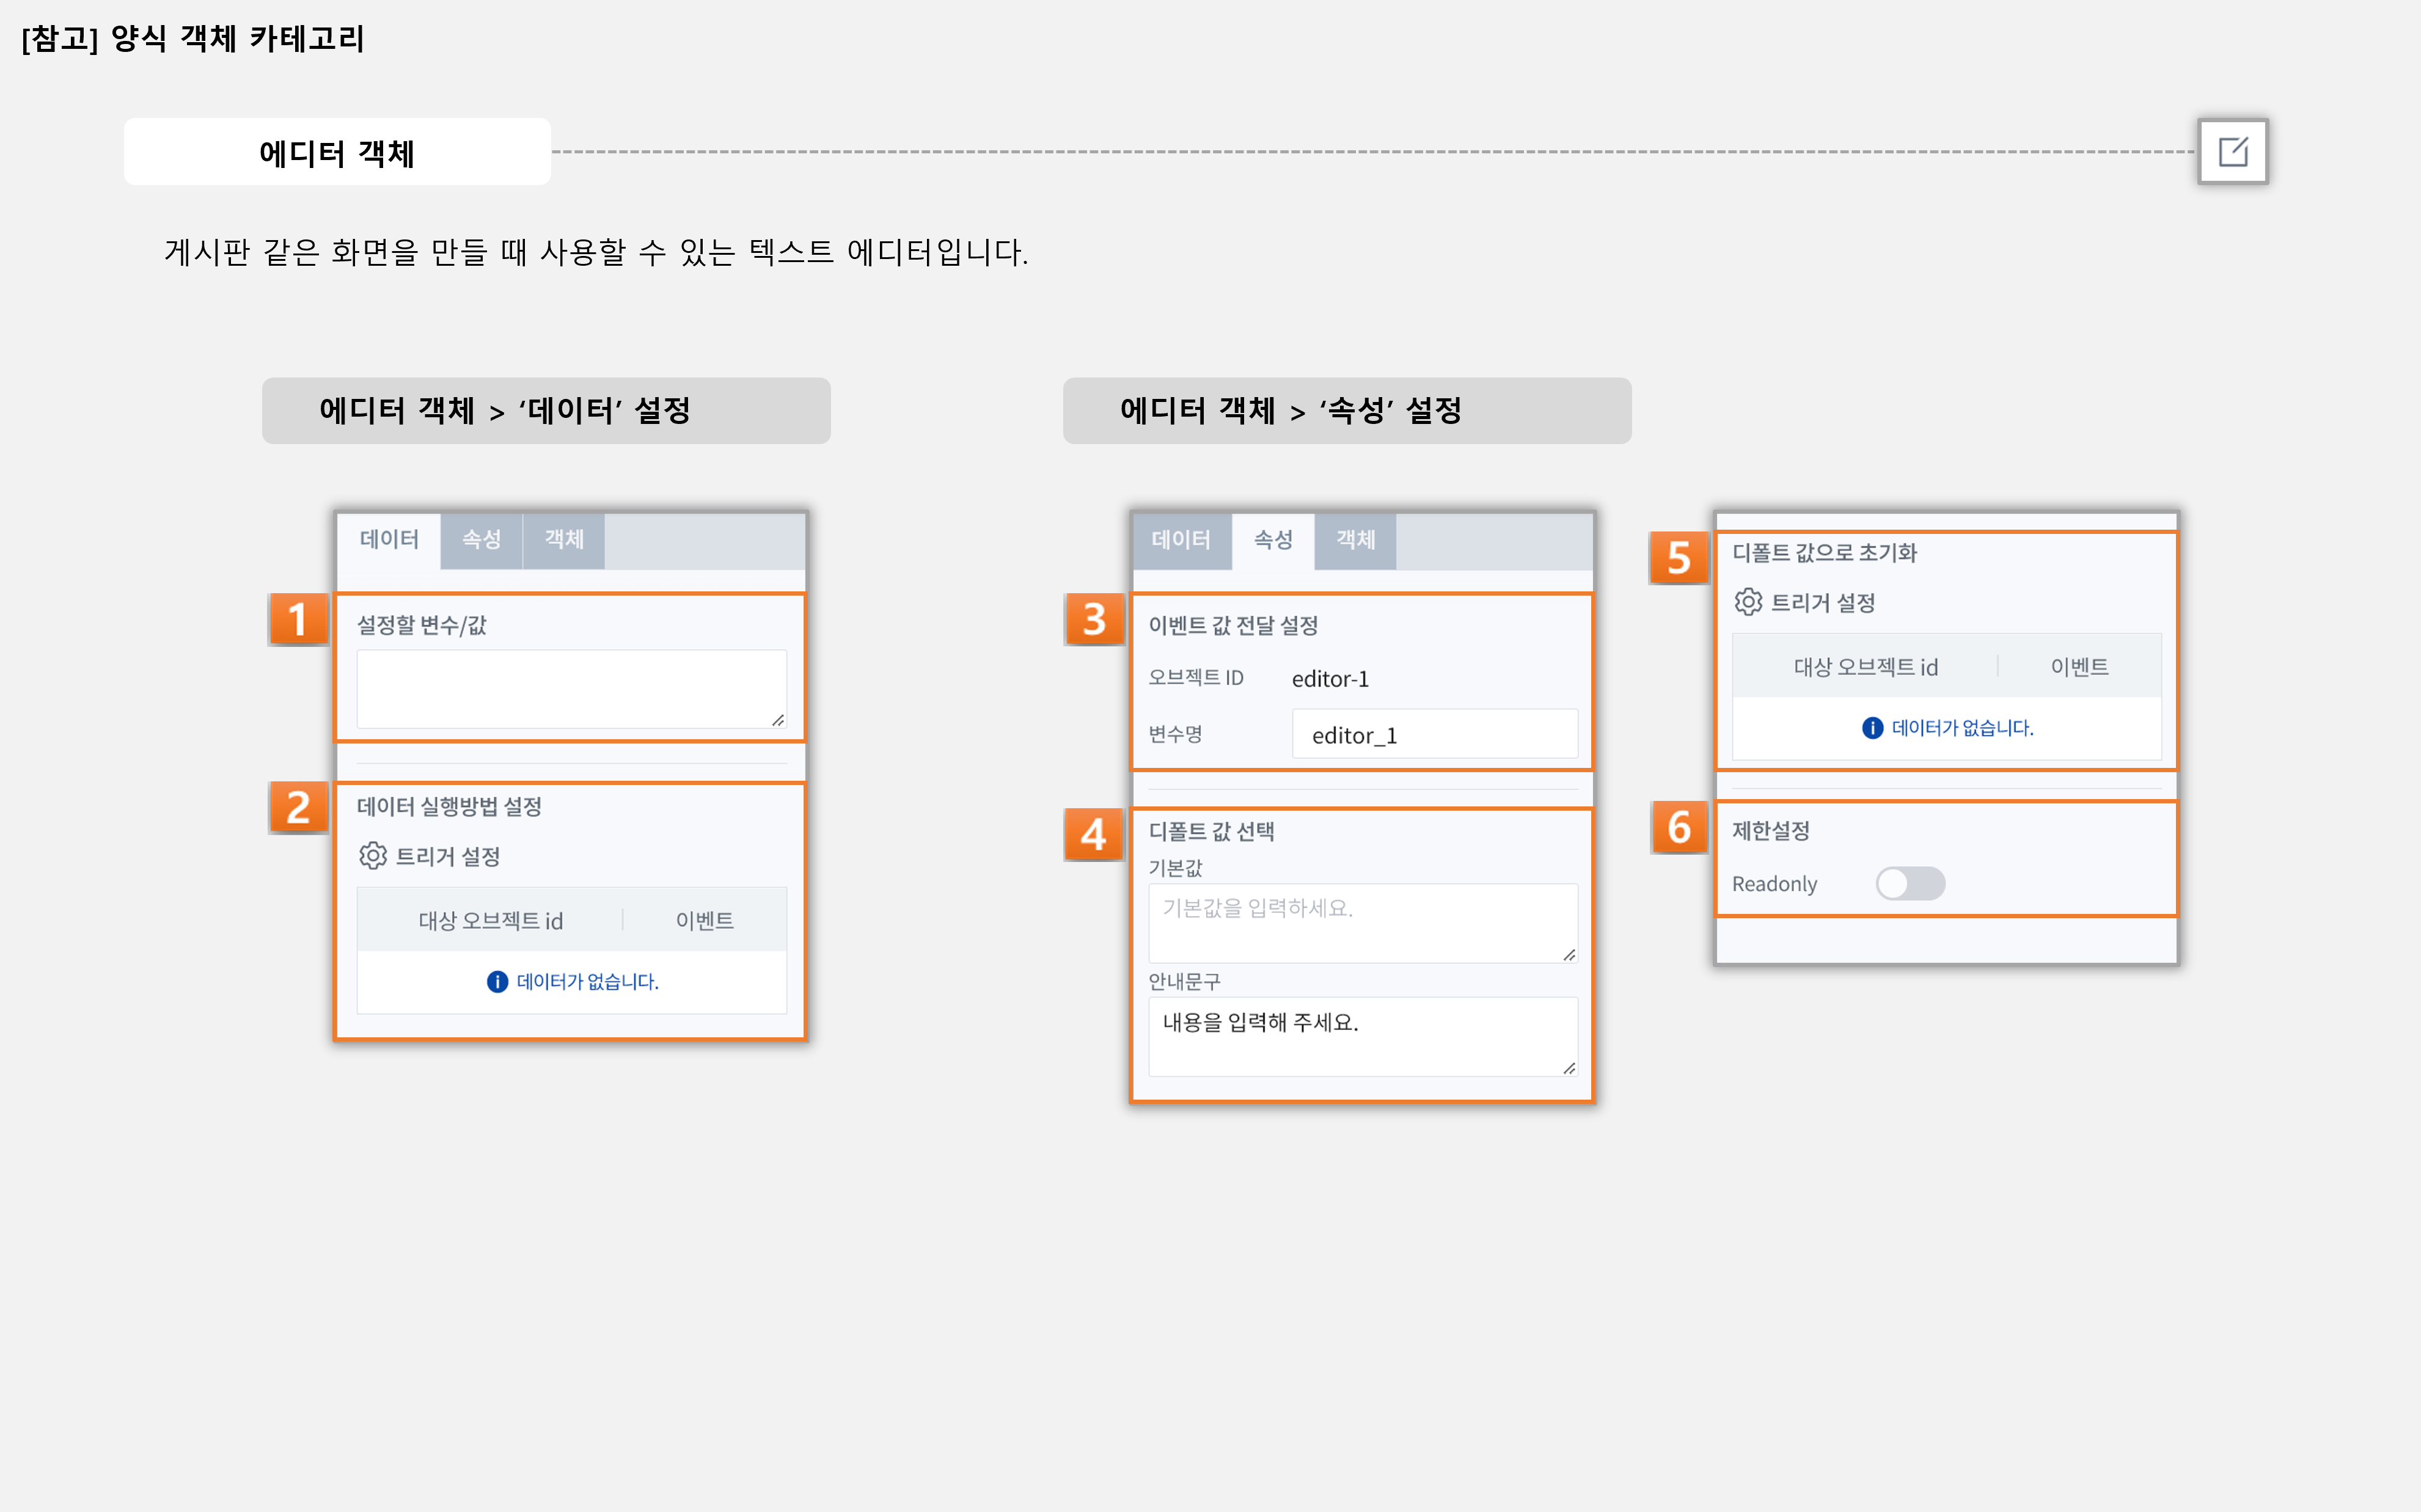 [참고] 양식 객체 카테고리
에디터 객체
게시판 같은 화면을 만들 때 사용할 수 있는 텍스트 에디터입니다.
에디터 객체 > ‘데이터’ 설정
데이터 속성 객체
1
설정할 변수/값
2
데이터 실행방법 설정
트리거 설정
대상 오브젝트 id 이벤트
데이터가 없습니다.
에디터 객체 > ‘속성’ 설정
데이터 속성 객체
3
이벤트 값 전달 설정
오브젝트 ID editor-1
변수명 editor_1
4
디폴트 값 선택
기본값
기본값을 입력하세요.
안내문구
내용을 입력해 주세요.
5
디폴트 값으로 초기화
트리거 설정
대상 오브젝트 id 이벤트
데이터가 없습니다.
6
제한설정
Readonly